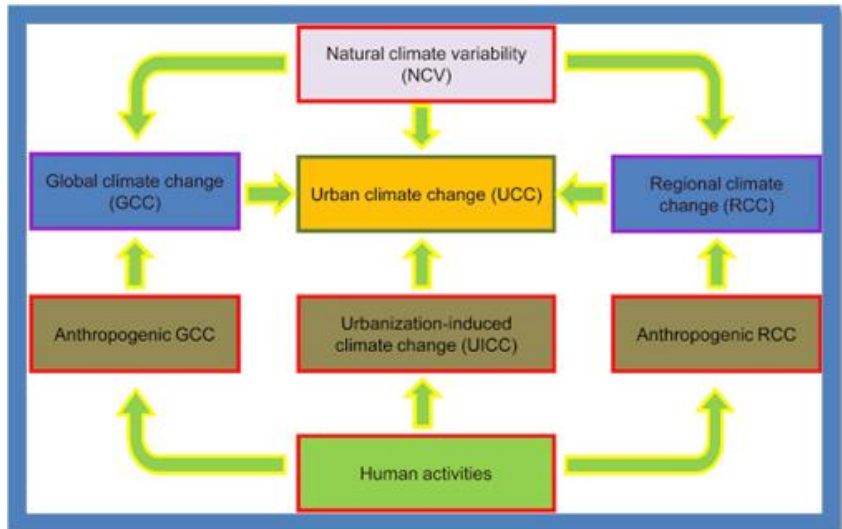 Natural climate variability
(NCV)
Global climate change
(GCC)
Urban climate change (UCC)
Regional climate
change (RCC)
Anthropogenic GCC
Urbanization-induced
climate change (UICC)
Anthropogenic RCC
Human activities